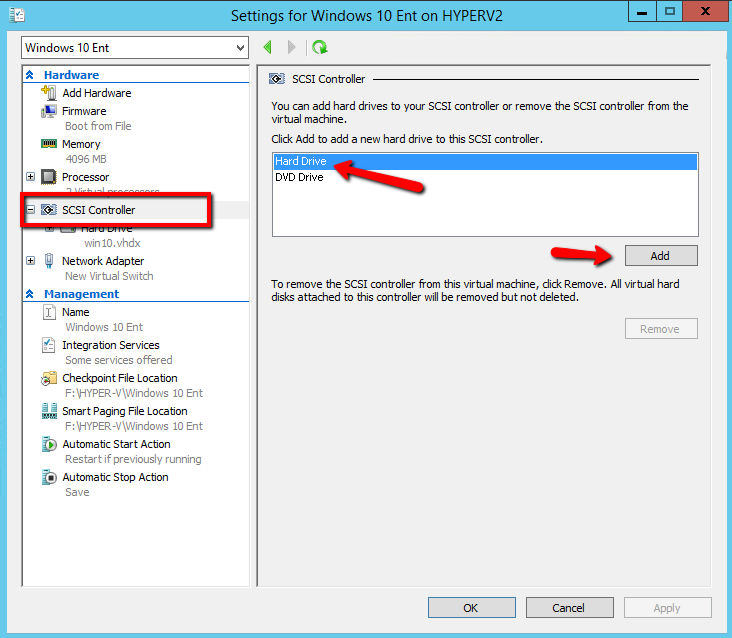 Settings for Windows 10 Ent on HYPERV2
Windows 10 Ent
Hardware
Add Hardware
Firmware
Boot from File
Memory
4096 MB
Processor
2 Virtual processors
SCSI Controller
Hard Drive
win10.vhdx
Network Adapter
New Virtual Switch
Management
Name
Windows 10 Ent
Integration Services
Some services offered
Checkpoint File Location
F:\HYPER-V\Windows 10 Ent
Smart Paging File Location
F:\HYPER-V\Windows 10 Ent
Automatic Start Action
Restart if previously running
Automatic Stop Action
Save
SCSI Controller
You can add hard drives to your SCSI controller or remove the SCSI controller from the
virtual machine.
Click Add to add a new hard drive to this SCSI controller.
Hard Drive
DVD Drive
Add
To remove the SCSI controller from this virtual machine, click Remove. All virtual hard
disks attached to this controller will be removed but not deleted.
Remove
OK
Cancel
Apply